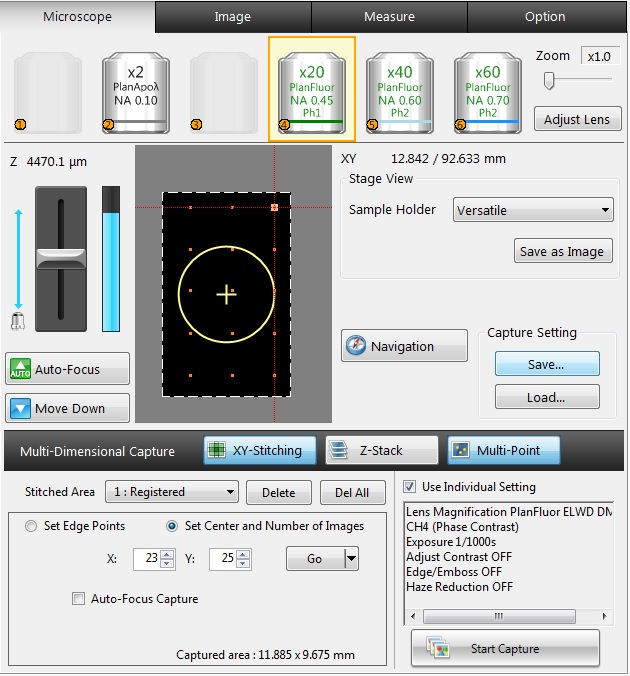 Microscope Image Measure Option
x2 PlanApoλ NA 0.10
x20 PlanFluor NA 0.45 Ph1
x40 PlanFluor NA 0.60 Ph2
x60 PlanFluor NA 0.70 Ph2
1 2 3 4 5 6
Zoom x1.0
Adjust Lens
Z 4470.1 µm
XY 12.842 / 92.633 mm
Stage View
Sample Holder Versatile
Save as Image
Navigation
Capture Setting
Save...
Load...
AUTO Auto-Focus
Move Down
Multi-Dimensional Capture XY-Stitching Z-Stack Multi-Point
Stitched Area 1 : Registered Delete Del All
Set Edge Points Set Center and Number of Images
X: 23 Y: 25 Go
Auto-Focus Capture
Captured area : 11.885 x 9.675 mm
Use Individual Setting
Lens Magnification PlanFluor ELWD DM
CH4 (Phase Contrast)
Exposure 1/1000s
Adjust Contrast OFF
Edge/Emboss OFF
Haze Reduction OFF
Start Capture